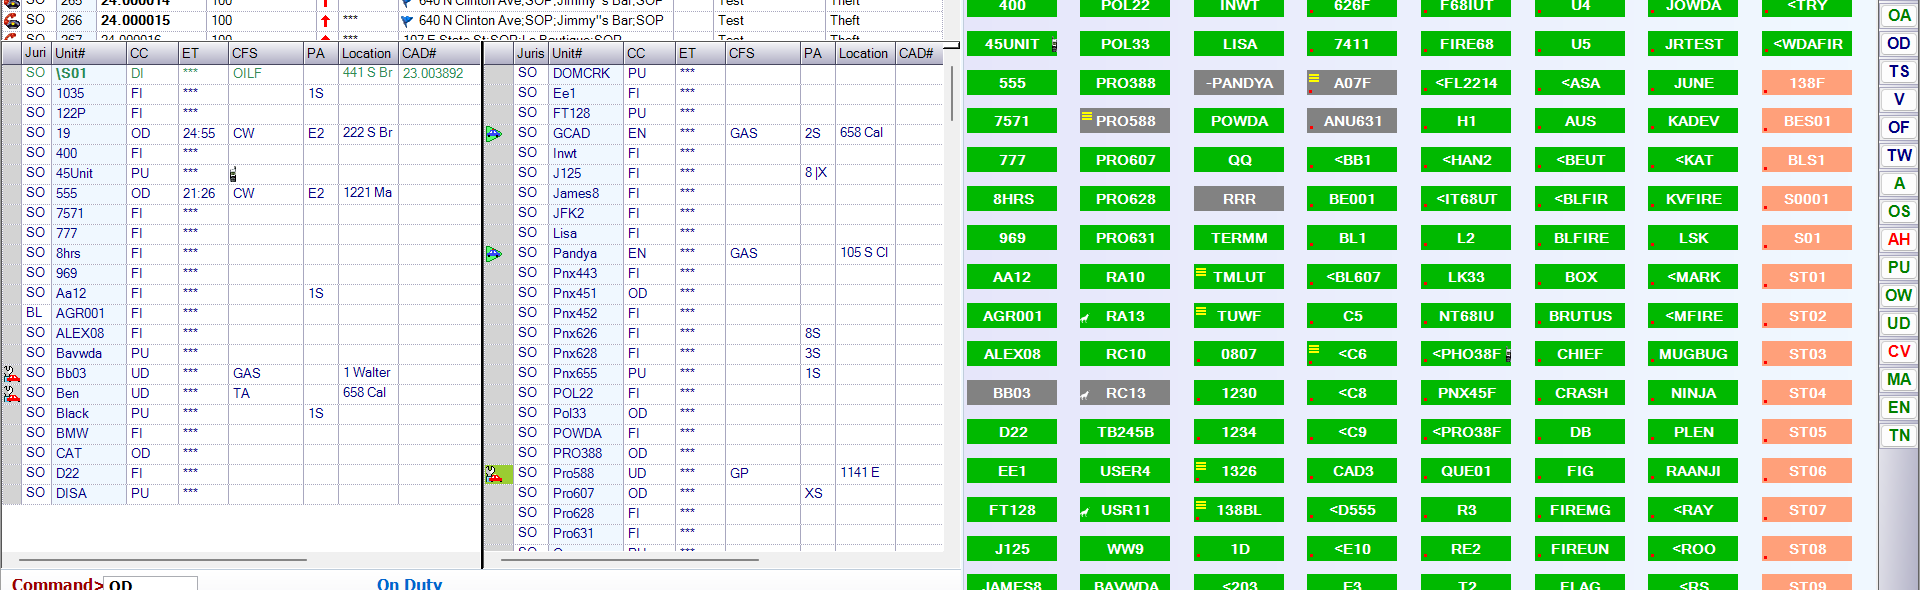 265 24.000014 100 640 N Clinton Ave;SOP;Jimmy"s Bar;SOP Test Theft
266 24.000015 100 *** 640 N Clinton Ave;SOP;Jimmy"s Bar;SOP Test Theft
267 24.000016 100 *** 107 E State St;SOP;La Boutique;SOP Test Theft
Juri Unit# CC ET CFS PA Location CAD#
SO \S01 DI *** OILF 441 S Br 23.003892
SO 1035 FI *** 1S
SO 122P FI ***
SO 19 OD 24:55 CW E2 222 S Br
SO 400 FI ***
SO 45Unit PU ***
SO 555 OD 21:26 CW E2 1221 Ma
SO 7571 FI ***
SO 777 FI ***
SO 8hrs FI ***
SO 969 FI ***
SO Aa12 FI *** 1S
BL AGR001 FI ***
SO ALEX08 FI ***
SO Bavwda PU ***
SO Bb03 UD *** GAS 1 Walter
SO Ben UD *** TA 658 Cal
SO Black PU *** 1S
SO BMW FI ***
SO CAT OD ***
SO D22 FI ***
SO DISA PU ***
Juris Unit# CC ET CFS PA Location CAD#
SO DOMCRK PU ***
SO Ee1 FI ***
SO FT128 PU ***
SO GCAD EN *** GAS 2S 658 Cal
SO Inwt FI ***
SO J125 FI *** 8 |X
SO James8 FI ***
SO JFK2 FI ***
SO Lisa FI ***
SO Pandya EN *** GAS 105 S Cl
SO Pnx443 FI ***
SO Pnx451 OD ***
SO Pnx452 FI ***
SO Pnx626 FI *** 8S
SO Pnx628 FI *** 3S
SO Pnx655 PU *** 1S
SO POL22 FI ***
SO Pol33 OD ***
SO POWDA FI ***
SO PRO388 OD ***
SO Pro588 UD *** GP 1141 E
SO Pro607 OD *** XS
SO Pro628 FI ***
SO Pro631 FI ***
Command> OD On Duty
400 POL22 INWT 626F F68IUT U4 JOWDA <TRY
45UNIT POL33 LISA 7411 FIRE68 U5 JRTEST <WDAFIR
555 PRO388 -PANDYA A07F <FL2214 <ASA JUNE 138F
7571 PRO588 POWDA ANU631 H1 AUS KADEV BES01
777 PRO607 QQ <BB1 <HAN2 <BEUT <KAT BLS1
8HRS PRO628 RRR BE001 <IT68UT <BLFIR KVFIRE S0001
969 PRO631 TERMM BL1 L2 BLFIRE LSK S01
AA12 RA10 TMLUT <BL607 LK33 BOX <MARK ST01
AGR001 RA13 TUWF C5 NT68IU BRUTUS <MFIRE ST02
ALEX08 RC10 0807 <C6 <PHO38F CHIEF MUGBUG ST03
BB03 RC13 1230 <C8 PNX45F CRASH NINJA ST04
D22 TB245B 1234 <C9 <PRO38F DB PLEN ST05
EE1 USER4 1326 CAD3 QUE01 FIG RAANJI ST06
FT128 USR11 138BL <D555 R3 FIREMG <RAY ST07
J125 WW9 1D <E10 RE2 FIREUN <ROO ST08
JAMES8 BAVWDA <203 E3 T2 FLAG <RS ST09
OA
OD
TS
V
OF
TW
A
OS
AH
PU
OW
UD
CV
MA
EN
TN